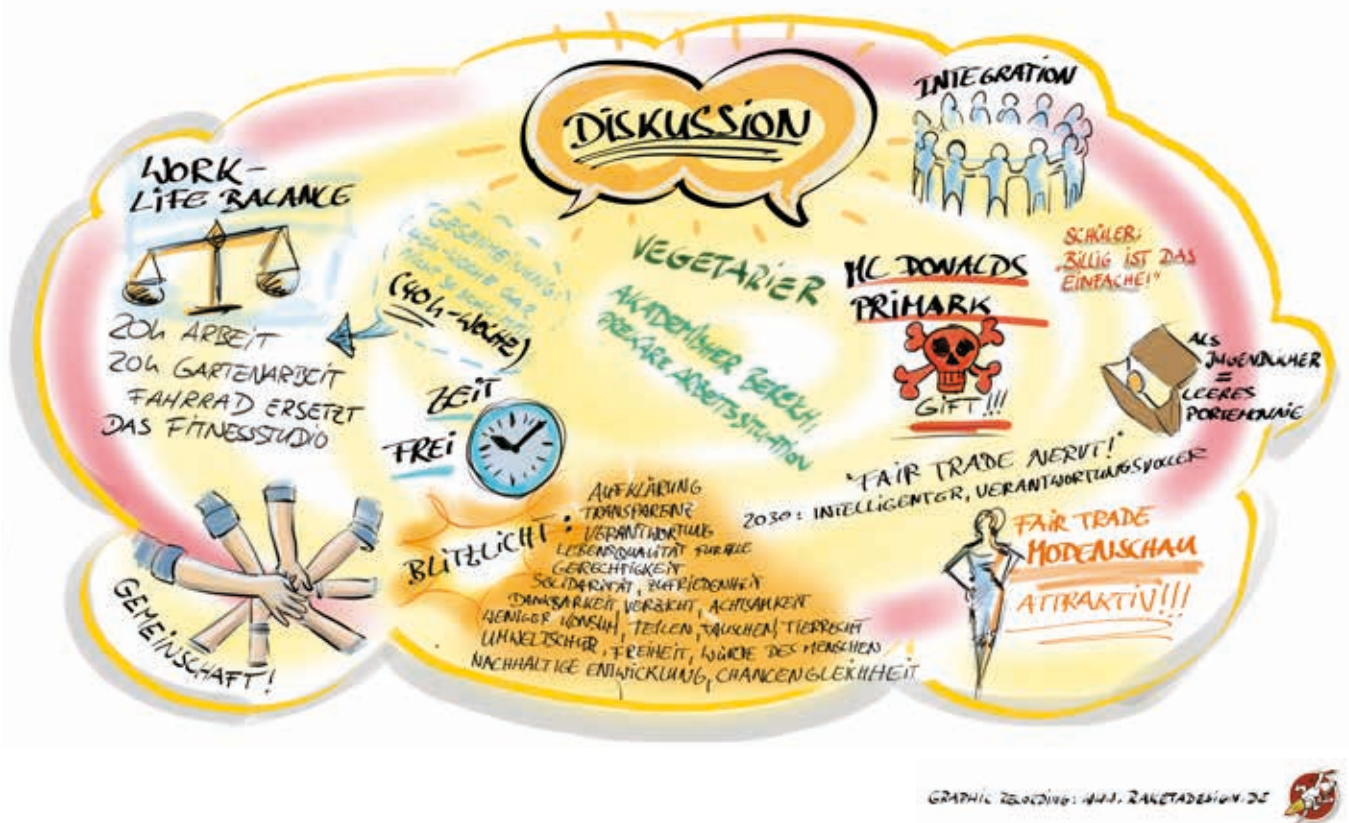 DISKUSSION
INTEGRATION
WORK-
LIFE BALANCE
20h ARBEIT
20h GARTENARBEIT
FAHRRAD ERSETZT
DAS FITNESSSTUDIO
(40h-WOCHE)
ZEIT
FREI
VEGETARIER
AKADEMISHER BEREICH,
PREKÄRE ARBEITSSITUATION
MC DONALDS
PRIMARK
GIFT!!!
SCHÜLER:
"BILLIG IST DAS
EINFACHE!"
ALS
JUGENDLICHER
=
LEERES
PORTEMONNAIE
"FAIR TRADE NERVT!"
2030: INTELLIGENTER, VERANTWORTUNGSVOLLER
FAIR TRADE
MODENSCHAU
ATTRAKTIV!!!
GEMEINSCHAFT!
BLITZLICHT:
AUFKLÄRUNG
TRANSPARENZ
VERANTWORTUNG
LEBENSQUALITÄT FÜR ALLE
GERECHTIGKEIT
SOLIDARITÄT, ZUFRIEDENHEIT
DANKBARKEIT, VERZICHT, ACHTSAMKEIT
WENIGER KONSUM, TEILEN, TAUSCHEN, TIERRECHT
UMWELTSCHUTZ, FREIHEIT, WÜRDE DES MENSCHEN
NACHHALTIGE ENTWICKLUNG, CHANCENGLEICHHEIT
GRAPHIC RECORDING: WWW.RAKETADESIGN.DE